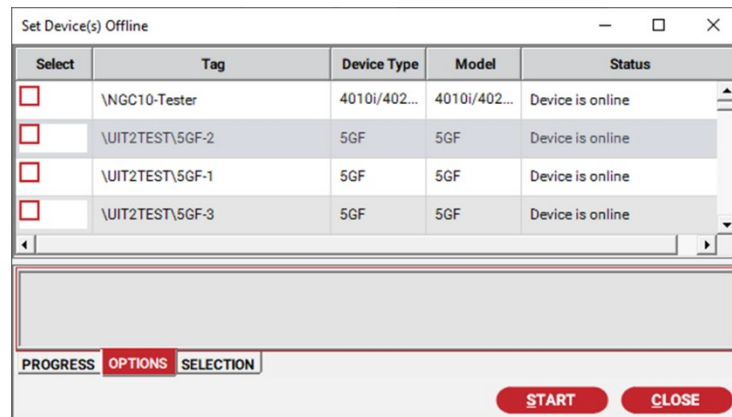 Set Device(s) Offline
Select Tag Device Type Model Status
\NGC10-Tester 4010i/402... 4010i/402... Device is online
\UIT2TEST\5GF-2 5GF 5GF Device is online
\UIT2TEST\5GF-1 5GF 5GF Device is online
\UIT2TEST\5GF-3 5GF 5GF Device is online
PROGRESS OPTIONS SELECTION
START CLOSE